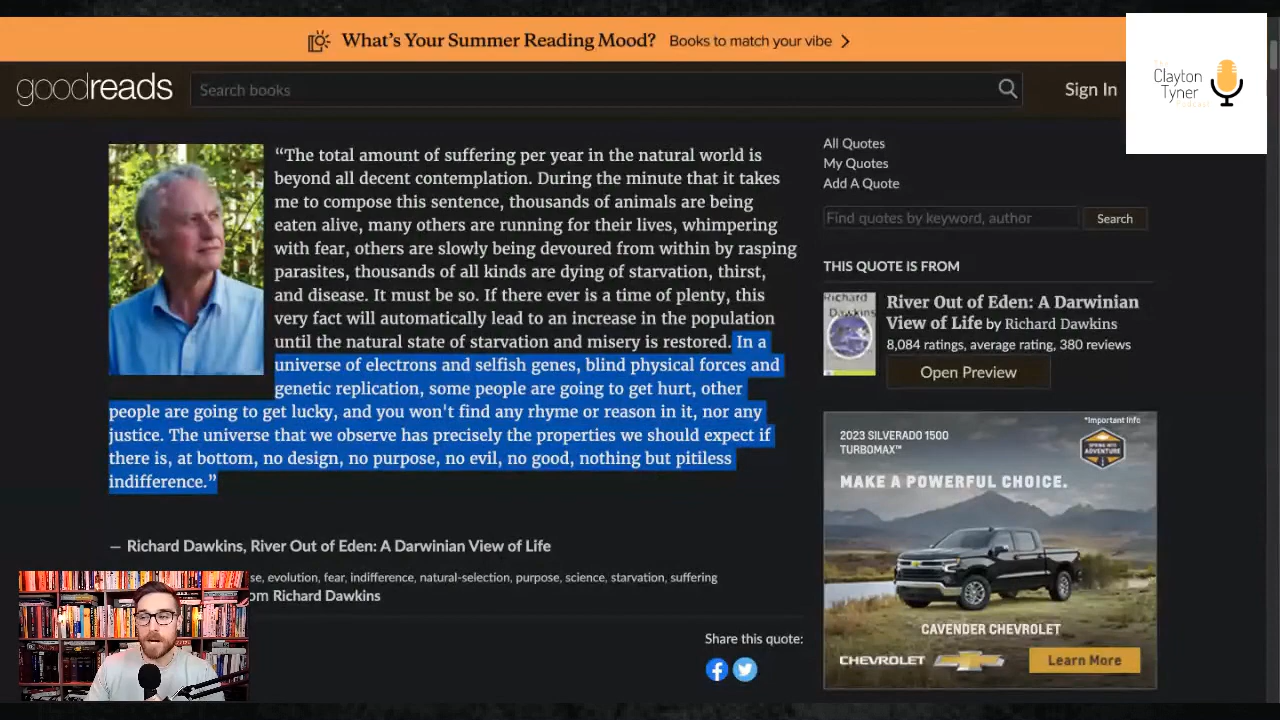 What's Your Summer Reading Mood? Books to match your vibe
goodreads
Search books
Sign In
The
Clayton
Tyner
Podcast
“The total amount of suffering per year in the natural world is
beyond all decent contemplation. During the minute that it takes
me to compose this sentence, thousands of animals are being
eaten alive, many others are running for their lives, whimpering
with fear, others are slowly being devoured from within by rasping
parasites, thousands of all kinds are dying of starvation, thirst,
and disease. It must be so. If there ever is a time of plenty, this
very fact will automatically lead to an increase in the population
until the natural state of starvation and misery is restored. In a
universe of electrons and selfish genes, blind physical forces and
genetic replication, some people are going to get hurt, other
people are going to get lucky, and you won't find any rhyme or reason in it, nor any
justice. The universe that we observe has precisely the properties we should expect if
there is, at bottom, no design, no purpose, no evil, no good, nothing but pitiless
indifference.”
— Richard Dawkins, River Out of Eden: A Darwinian View of Life
se, evolution, fear, indifference, natural-selection, purpose, science, starvation, suffering
om Richard Dawkins
Share this quote:
All Quotes
My Quotes
Add A Quote
Find quotes by keyword, author
Search
THIS QUOTE IS FROM
Richard
Dawkins
River Out of Eden: A Darwinian
View of Life by Richard Dawkins
8,084 ratings, average rating, 380 reviews
Open Preview
*Important Info
2023 SILVERADO 1500
TURBOMAX™
MAKE A POWERFUL CHOICE.
CAVENDER CHEVROLET
CHEVROLET
Learn More